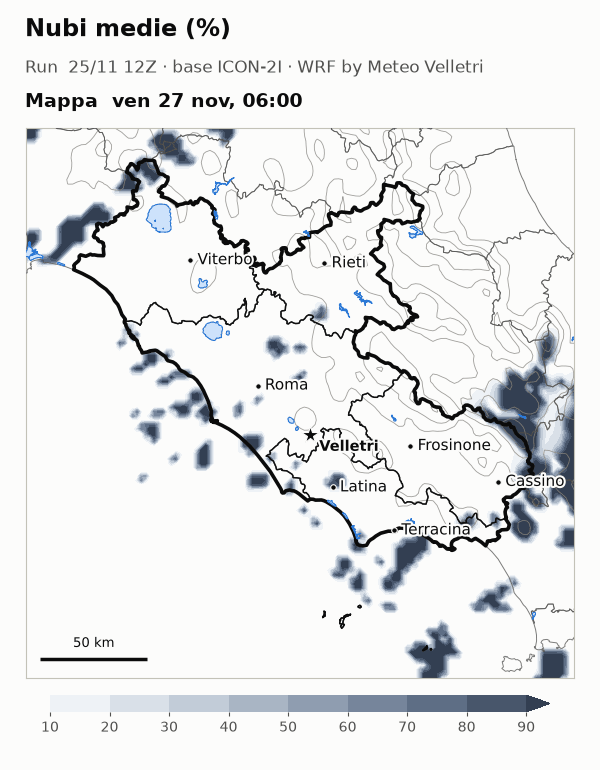 Nubi medie (%)
Run  25/11 12Z · base ICON-2I · WRF by Meteo Velletri
Mappa  ven 27 nov, 06:00
Viterbo
Rieti
Roma
Velletri
Frosinone
Cassino
Latina
Terracina
50 km
10 20 30 40 50 60 70 80 90